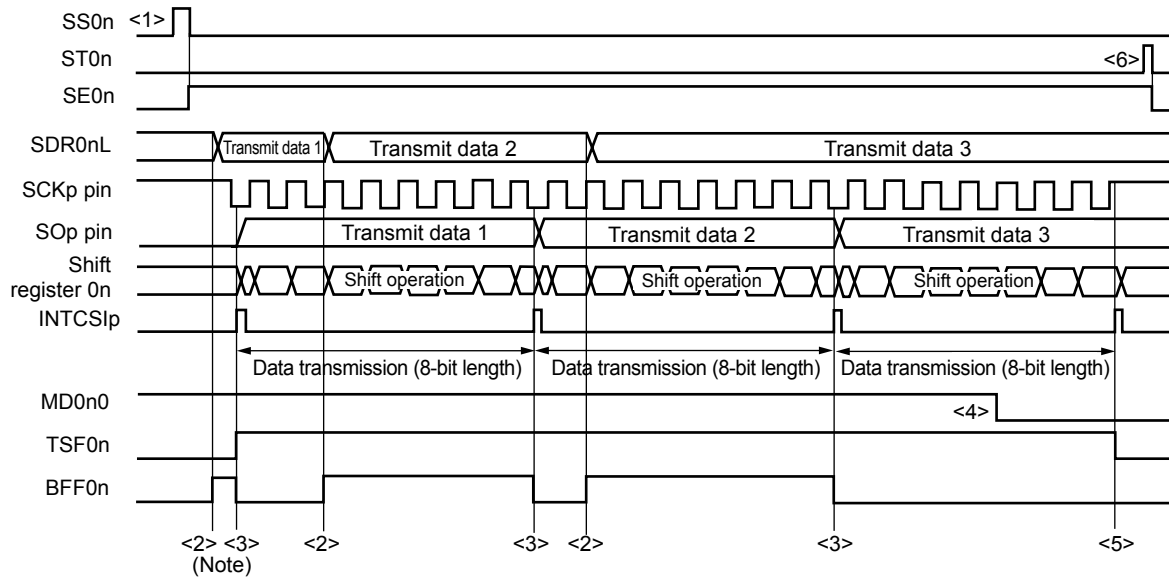 SS0n <1>
ST0n <6>
SE0n
SDR0nL Transmit data 1 Transmit data 2 Transmit data 3
SCKp pin
SOp pin Transmit data 1 Transmit data 2 Transmit data 3
Shift
register 0n Shift operation Shift operation Shift operation
INTCSIp
Data transmission (8-bit length) Data transmission (8-bit length) Data transmission (8-bit length)
MD0n0 <4>
TSF0n
BFF0n
<2> <3> <2> <3> <2> <3> <5>
(Note)